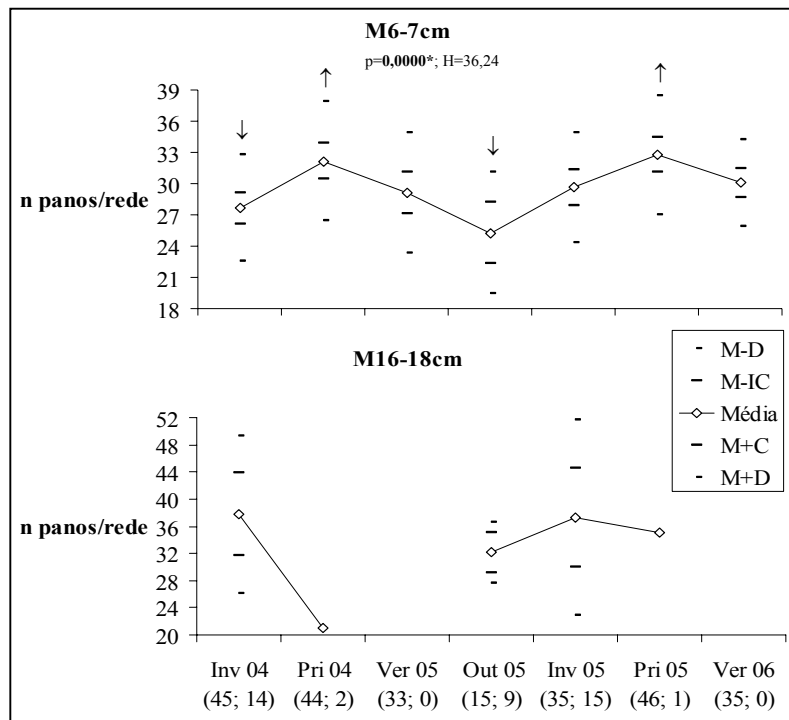 M6-7cm
p=0,0000*; H=36,24
39
36
33
30
27
24
21
18
n panos/rede
M16-18cm
52
48
44
40
36
32
28
24
20
n panos/rede
M-D
M-IC
Média
M+C
M+D
Inv 04 Pri 04 Ver 05 Out 05 Inv 05 Pri 05 Ver 06
(45; 14) (44; 2) (33; 0) (15; 9) (35; 15) (46; 1) (35; 0)